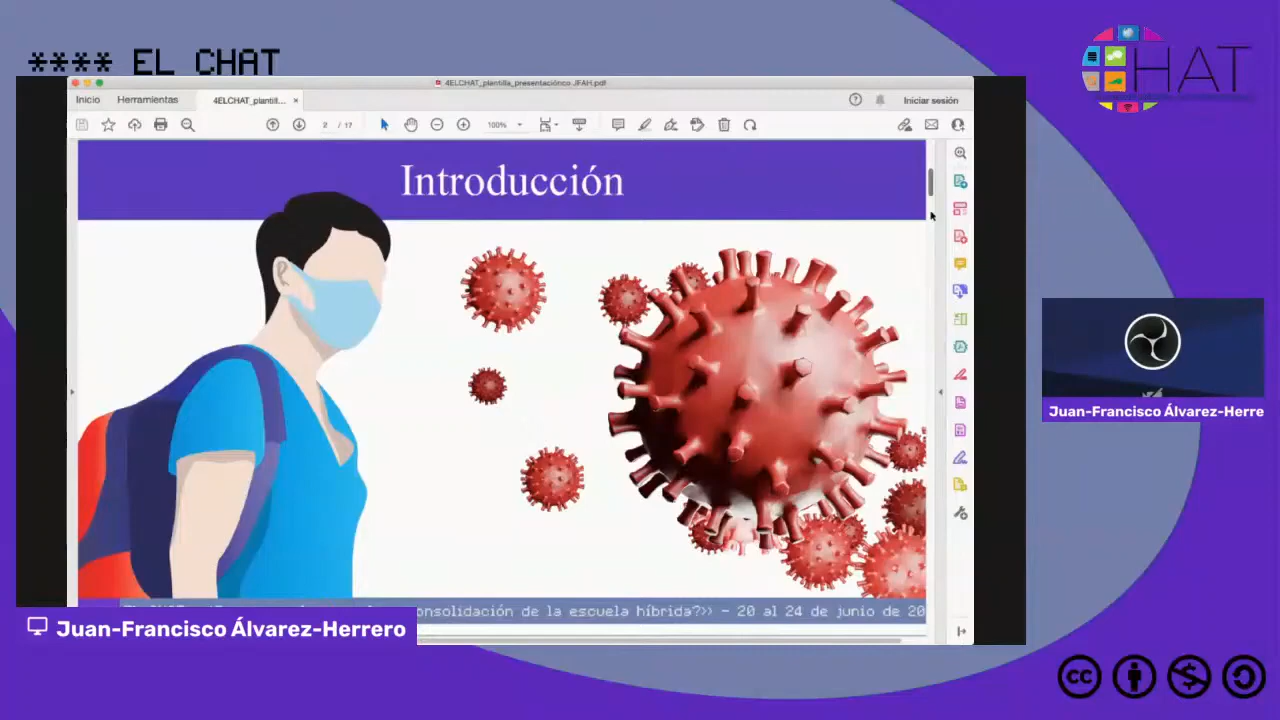 **** EL CHAT
HAT
4ELCHAT_plantilla_presentaciónco JFAH.pdf
Inicio
Herramientas
4ELCHAT_plantill...
×
Iniciar sesión
2 / 17
100%
Introducción
onsolidación de la escuela híbrida?>> - 20 al 24 de junio de 20
Juan-Francisco Álvarez-Herrero
Juan-Francisco Álvarez-Herre
cc